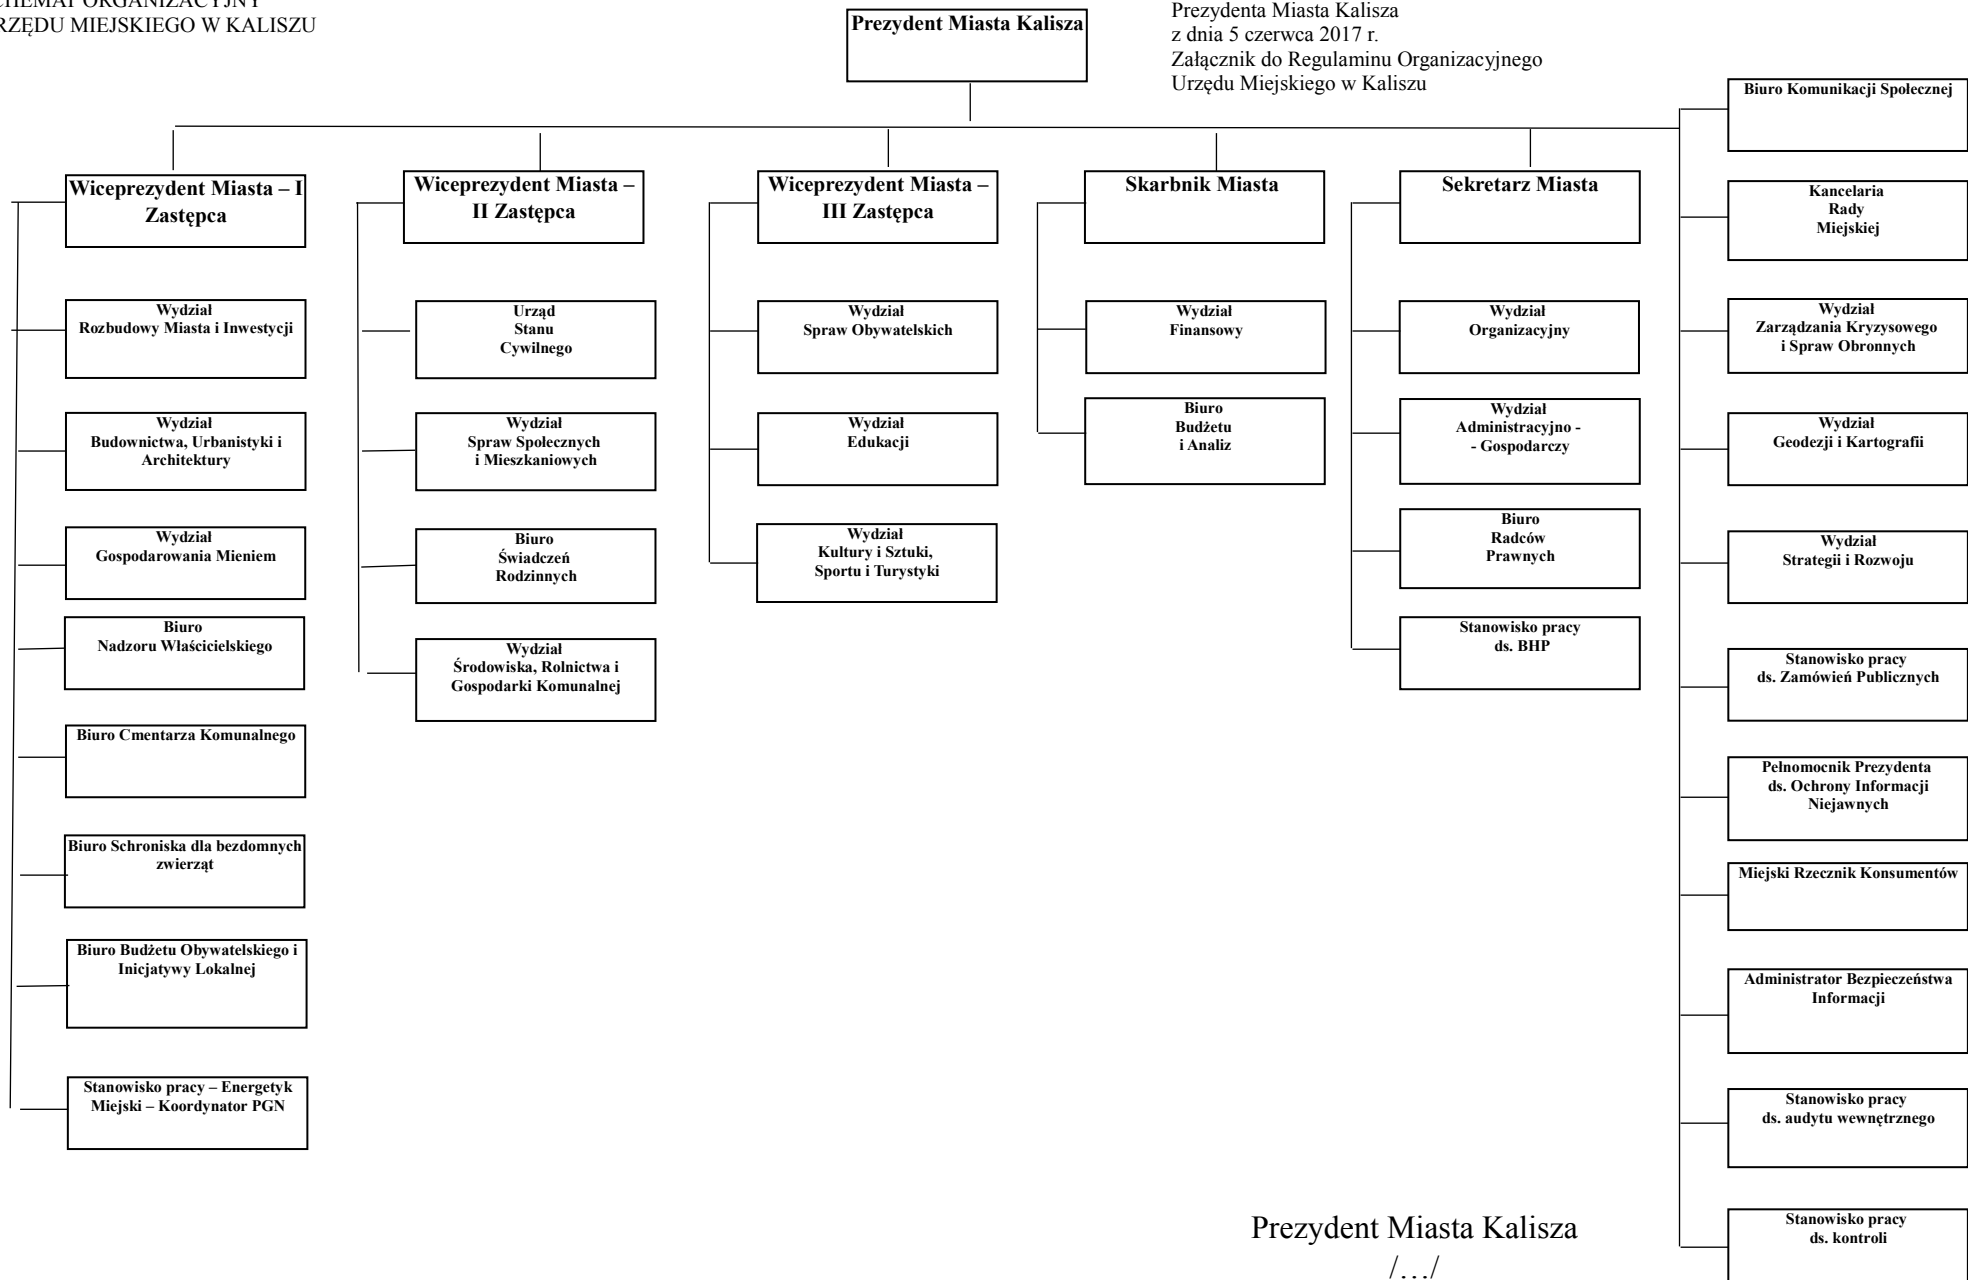 SCHEMAT ORGANIZACYJNY
URZĘDU MIEJSKIEGO W KALISZU
Prezydent Miasta Kalisza
Prezydenta Miasta Kalisza
z dnia 5 czerwca 2017 r.
Załącznik do Regulaminu Organizacyjnego
Urzędu Miejskiego w Kaliszu
Wiceprezydent Miasta – I
Zastępca
Wydział
Rozbudowy Miasta i Inwestycji
Wydział
Budownictwa, Urbanistyki i
Architektury
Wydział
Gospodarowania Mieniem
Biuro
Nadzoru Właścicielskiego
Biuro Cmentarza Komunalnego
Biuro Schroniska dla bezdomnych
zwierząt
Biuro Budżetu Obywatelskiego i
Inicjatywy Lokalnej
Stanowisko pracy – Energetyk
Miejski – Koordynator PGN
Wiceprezydent Miasta –
II Zastępca
Urząd
Stanu
Cywilnego
Wydział
Spraw Społecznych
i Mieszkaniowych
Biuro
Świadczeń
Rodzinnych
Wydział
Środowiska, Rolnictwa i
Gospodarki Komunalnej
Wiceprezydent Miasta –
III Zastępca
Wydział
Spraw Obywatelskich
Wydział
Edukacji
Wydział
Kultury i Sztuki,
Sportu i Turystyki
Skarbnik Miasta
Wydział
Finansowy
Biuro
Budżetu
i Analiz
Sekretarz Miasta
Wydział
Organizacyjny
Wydział
Administracyjno -
- Gospodarczy
Biuro
Radców
Prawnych
Stanowisko pracy
ds. BHP
Biuro Komunikacji Społecznej
Kancelaria
Rady
Miejskiej
Wydział
Zarządzania Kryzysowego
i Spraw Obronnych
Wydział
Geodezji i Kartografii
Wydział
Strategii i Rozwoju
Stanowisko pracy
ds. Zamówień Publicznych
Pełnomocnik Prezydenta
ds. Ochrony Informacji
Niejawnych
Miejski Rzecznik Konsumentów
Administrator Bezpieczeństwa
Informacji
Stanowisko pracy
ds. audytu wewnętrznego
Stanowisko pracy
ds. kontroli
Prezydent Miasta Kalisza
/…/